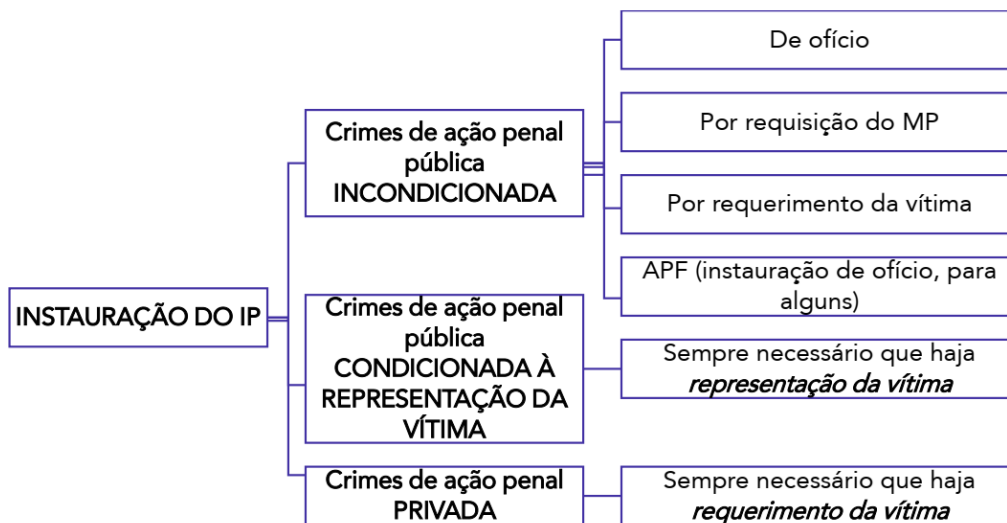 INSTAURAÇÃO DO IP
Crimes de ação penal
pública
INCONDICIONADA
De ofício
Por requisição do MP
Por requerimento da vítima
APF (instauração de ofício, para
alguns)
Crimes de ação penal
pública
CONDICIONADA À
REPRESENTAÇÃO DA
VÍTIMA
Sempre necessário que haja
representação da vítima
Crimes de ação penal
PRIVADA
Sempre necessário que haja
requerimento da vítima